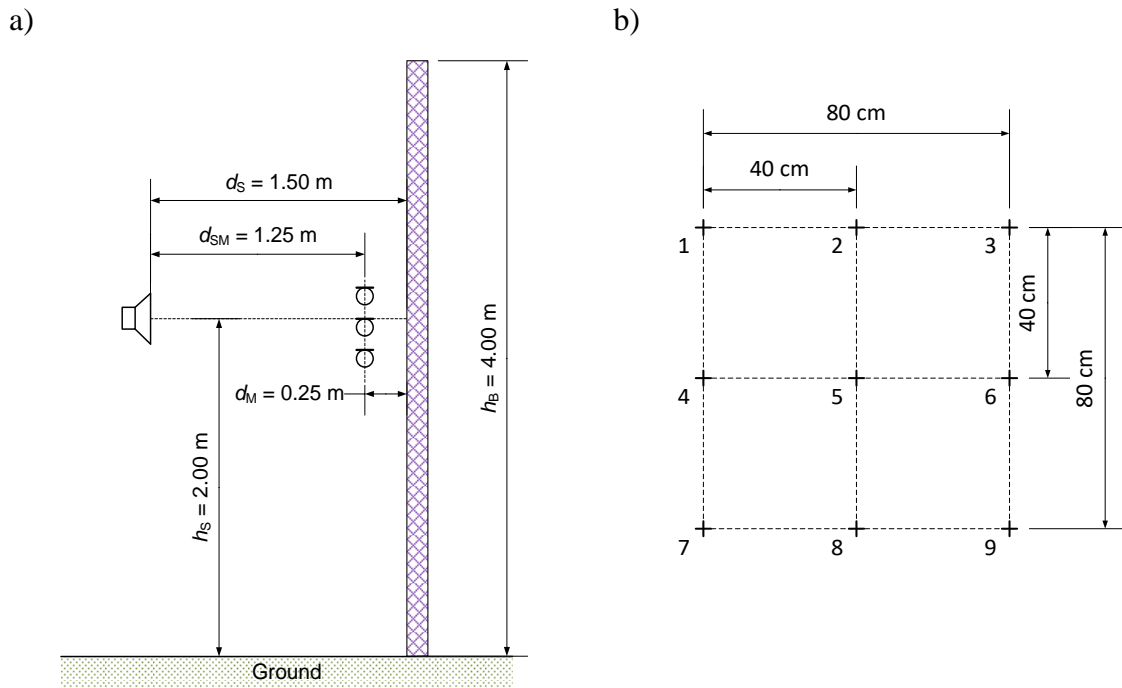 a)
b)
d_S = 1.50 m
d_SM = 1.25 m
d_M = 0.25 m
h_S = 2.00 m
h_B = 4.00 m
Ground
80 cm
40 cm
1 2 3
40 cm
80 cm
4 5 6
7 8 9